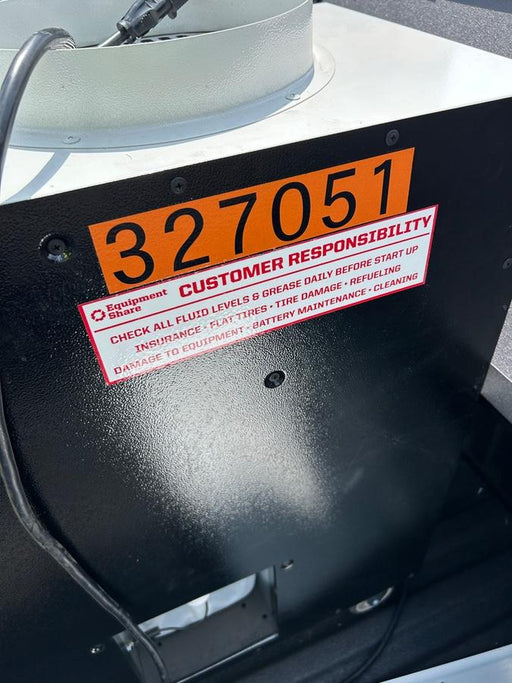 327051
Equipment
Share
CUSTOMER RESPONSIBILITY
CHECK ALL FLUID LEVELS & GREASE DAILY BEFORE START UP
INSURANCE • FLAT TIRES • TIRE DAMAGE • REFUELING
DAMAGE TO EQUIPMENT • BATTERY MAINTENANCE • CLEANING